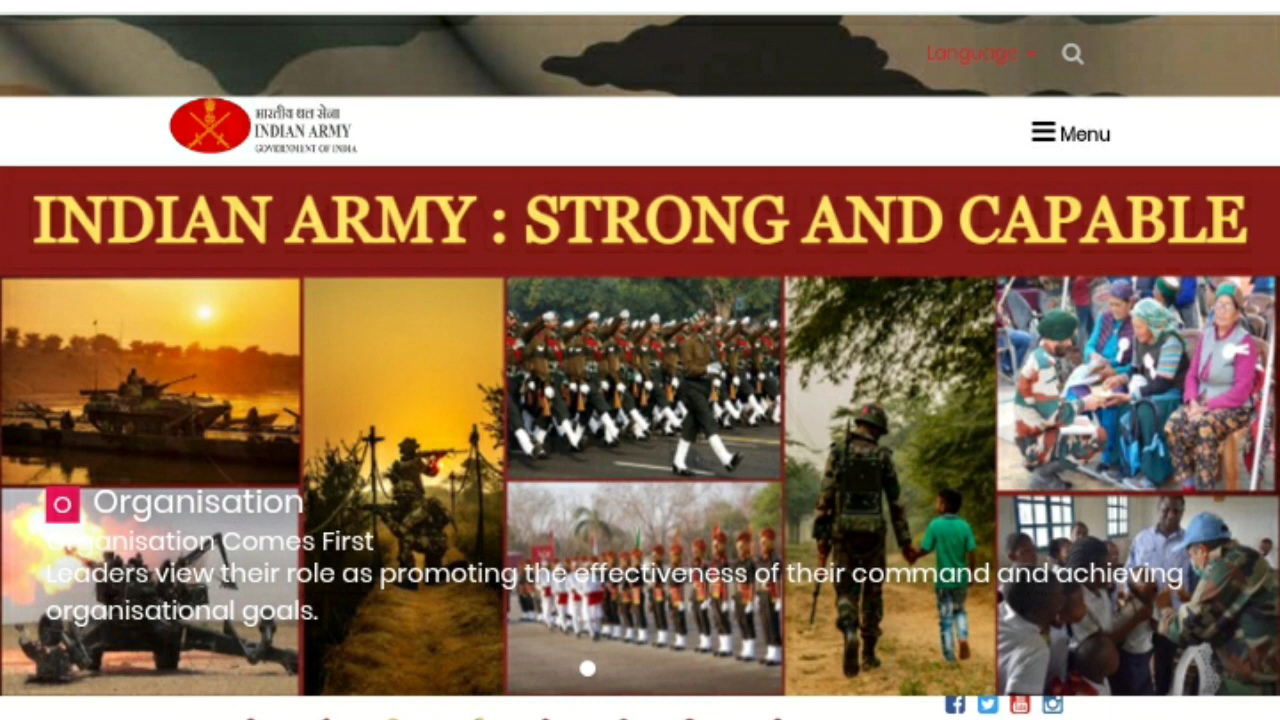 Language
भारतीय थल सेना
INDIAN ARMY
GOVERNMENT OF INDIA
Menu
INDIAN ARMY : STRONG AND CAPABLE
O Organisation
Organisation Comes First
Leaders view their role as promoting the effectiveness of their command and achieving
organisational goals.